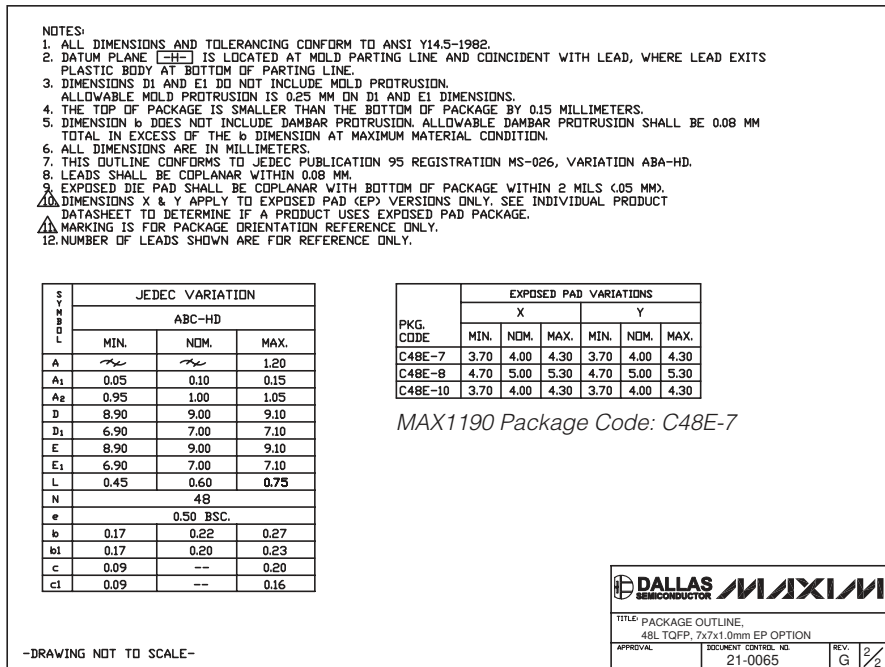 NOTES:
1. ALL DIMENSIONS AND TOLERANCING CONFORM TO ANSI Y14.5-1982.
2. DATUM PLANE -H- IS LOCATED AT MOLD PARTING LINE AND COINCIDENT WITH LEAD, WHERE LEAD EXITS
PLASTIC BODY AT BOTTOM OF PARTING LINE.
3. DIMENSIONS D1 AND E1 DO NOT INCLUDE MOLD PROTRUSION.
ALLOWABLE MOLD PROTRUSION IS 0.25 MM ON D1 AND E1 DIMENSIONS.
4. THE TOP OF PACKAGE IS SMALLER THAN THE BOTTOM OF PACKAGE BY 0.15 MILLIMETERS.
5. DIMENSION b DOES NOT INCLUDE DAMBAR PROTRUSION. ALLOWABLE DAMBAR PROTRUSION SHALL BE 0.08 MM
TOTAL IN EXCESS OF THE b DIMENSION AT MAXIMUM MATERIAL CONDITION.
6. ALL DIMENSIONS ARE IN MILLIMETERS.
7. THIS OUTLINE CONFORMS TO JEDEC PUBLICATION 95 REGISTRATION MS-026, VARIATION ABA-HD.
8. LEADS SHALL BE COPLANAR WITHIN 0.08 MM.
9. EXPOSED DIE PAD SHALL BE COPLANAR WITH BOTTOM OF PACKAGE WITHIN 2 MILS (.05 MM).
10. DIMENSIONS X & Y APPLY TO EXPOSED PAD (EP) VERSIONS ONLY. SEE INDIVIDUAL PRODUCT
DATASHEET TO DETERMINE IF A PRODUCT USES EXPOSED PAD PACKAGE.
11. MARKING IS FOR PACKAGE ORIENTATION REFERENCE ONLY.
12. NUMBER OF LEADS SHOWN ARE FOR REFERENCE ONLY.
SYMBOL JEDEC VARIATION
ABC-HD
MIN. NOM. MAX.
A 1.20
A1 0.05 0.10 0.15
A2 0.95 1.00 1.05
D 8.90 9.00 9.10
D1 6.90 7.00 7.10
E 8.90 9.00 9.10
E1 6.90 7.00 7.10
L 0.45 0.60 0.75
N 48
e 0.50 BSC.
b 0.17 0.22 0.27
b1 0.17 0.20 0.23
c 0.09 -- 0.20
c1 0.09 -- 0.16
PKG. CODE EXPOSED PAD VARIATIONS
X Y
MIN. NOM. MAX. MIN. NOM. MAX.
C48E-7 3.70 4.00 4.30 3.70 4.00 4.30
C48E-8 4.70 5.00 5.30 4.70 5.00 5.30
C48E-10 3.70 4.00 4.30 3.70 4.00 4.30
MAX1190 Package Code: C48E-7
DALLAS SEMICONDUCTOR MAXIM
TITLE: PACKAGE OUTLINE,
48L TQFP, 7x7x1.0mm EP OPTION
APPROVAL DOCUMENT CONTROL NO. REV.
21-0065 G 2/2
-DRAWING NOT TO SCALE-